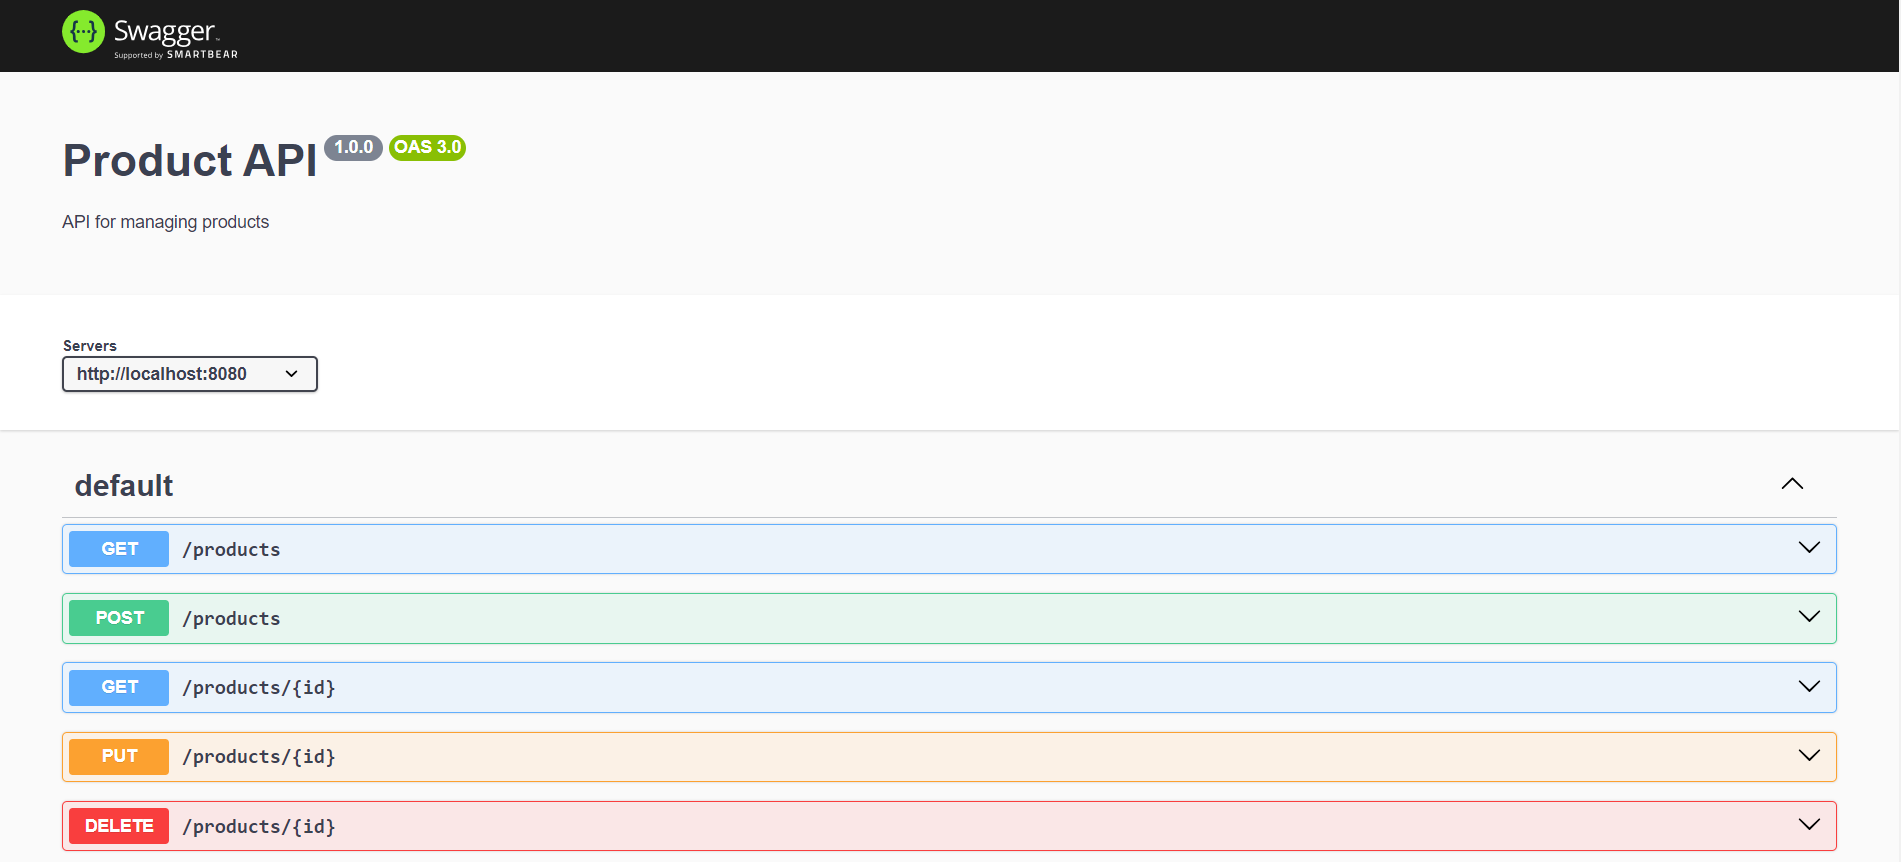 {···} Swagger™
Supported by SMARTBEAR
Product API 1.0.0 OAS 3.0
API for managing products
Servers
http://localhost:8080
default
GET /products
POST /products
GET /products/{id}
PUT /products/{id}
DELETE /products/{id}